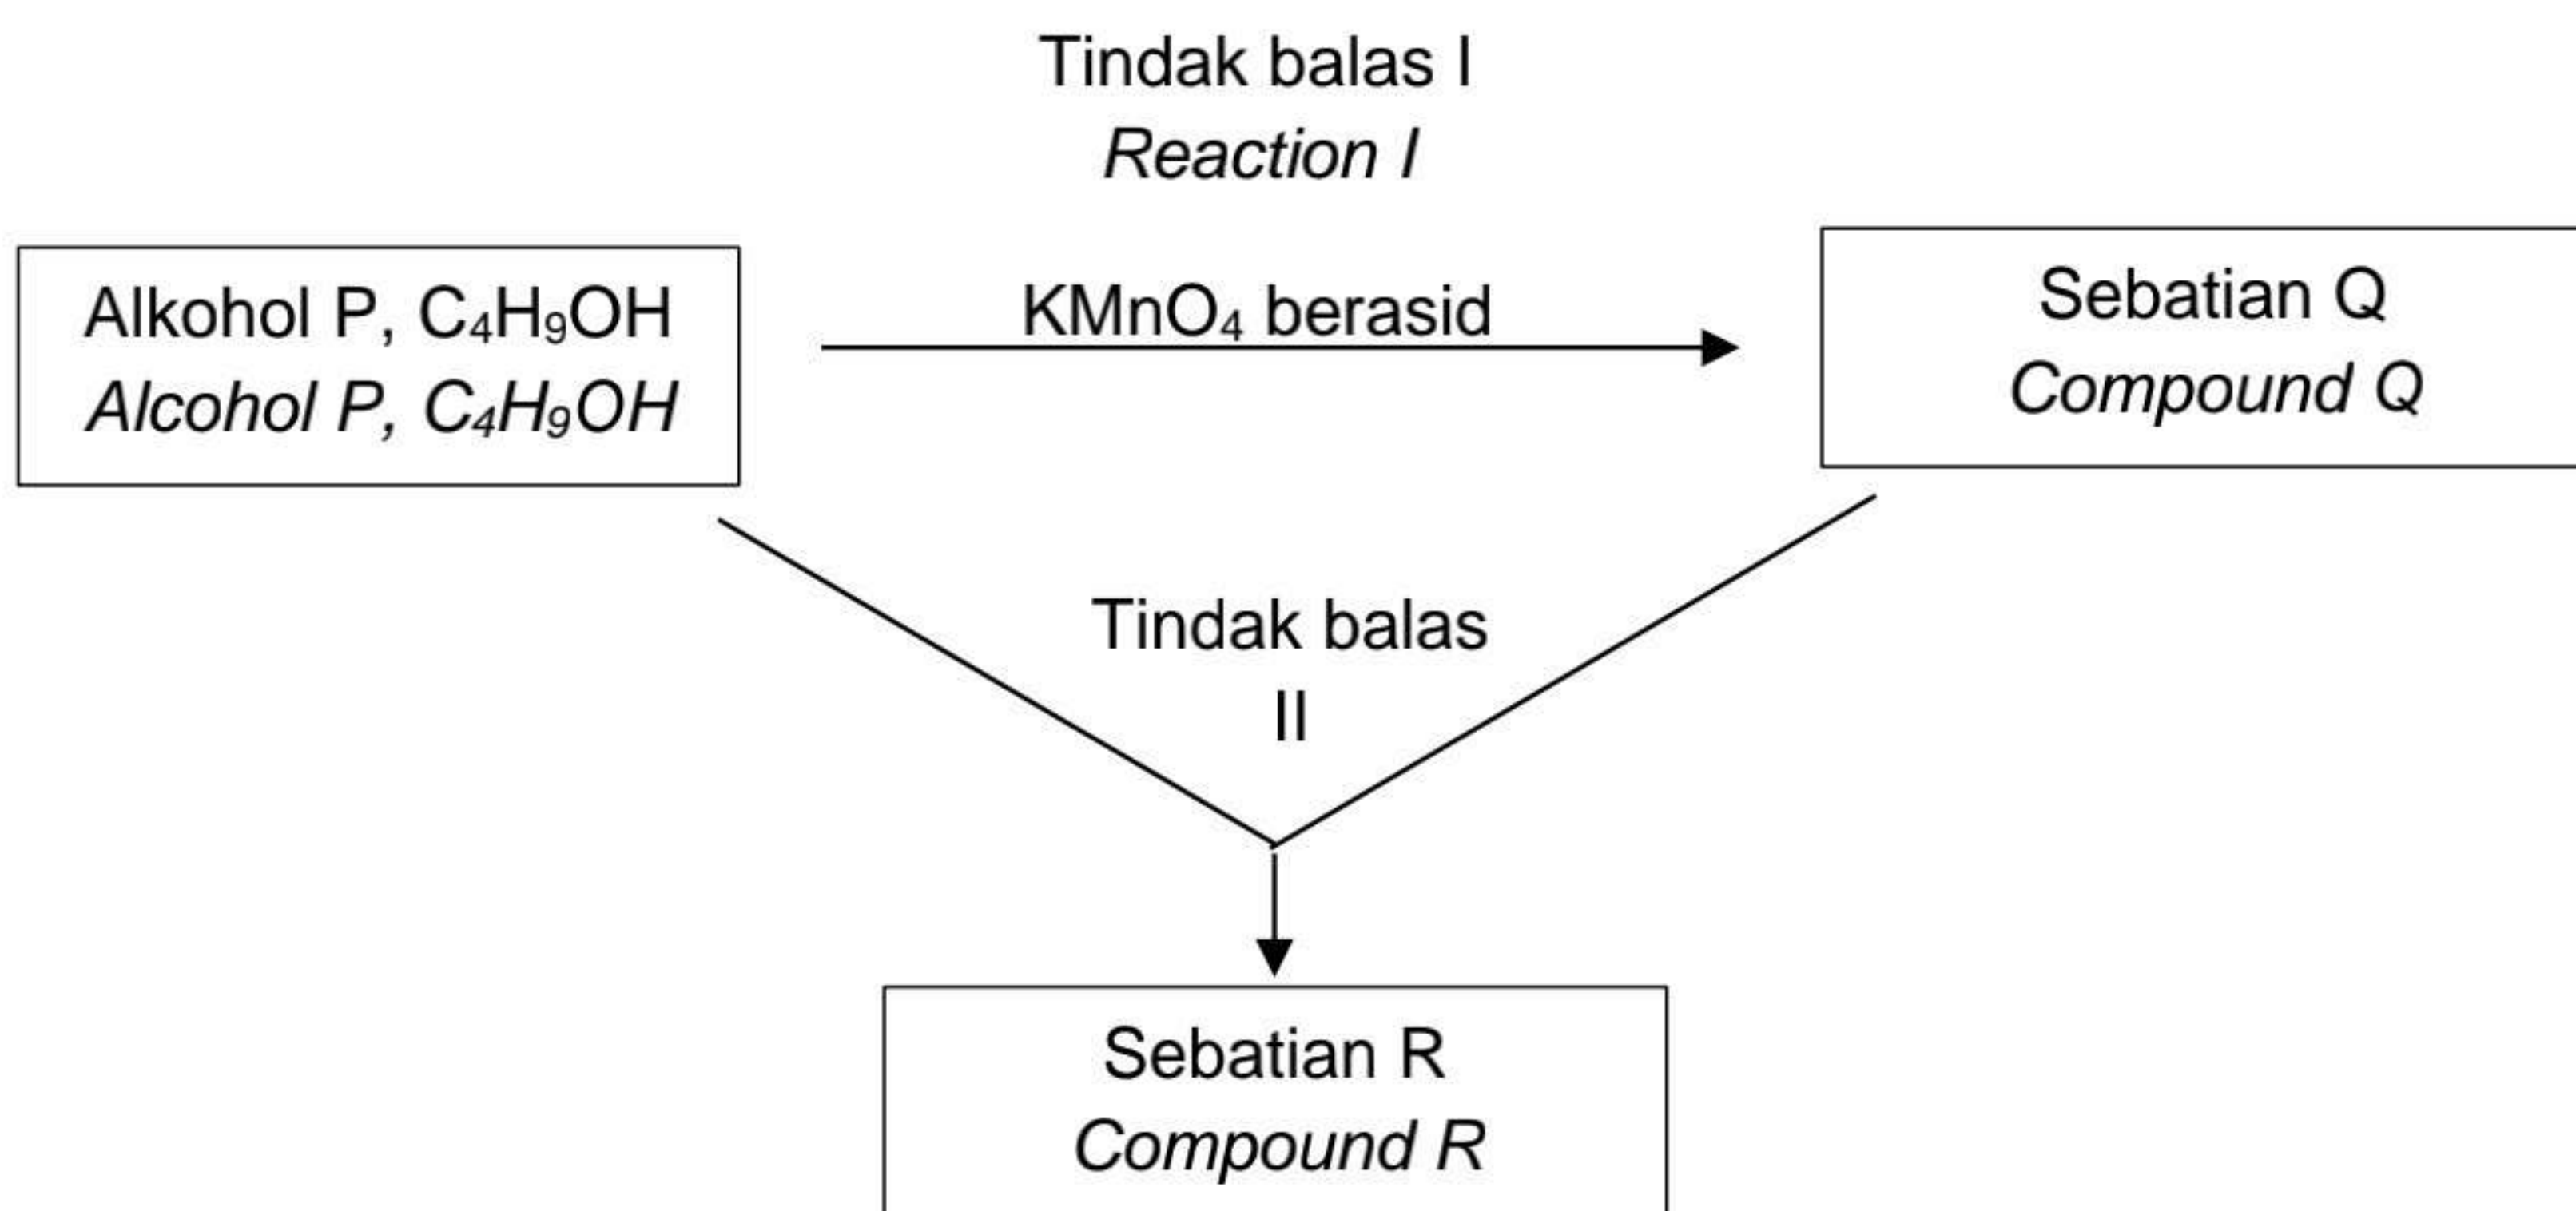 Tindak balas I
Reaction I
Alkohol P, C₄H₉OH
Alcohol P, C₄H₉OH
KMnO₄ berasid
Sebatian Q
Compound Q
Tindak balas
II
Sebatian R
Compound R